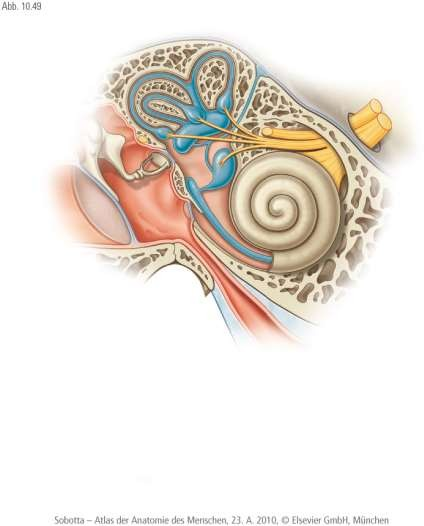 Abb. 10.49
Sobotta – Atlas der Anatomie des Menschen, 23. A. 2010, © Elsevier GmbH, München